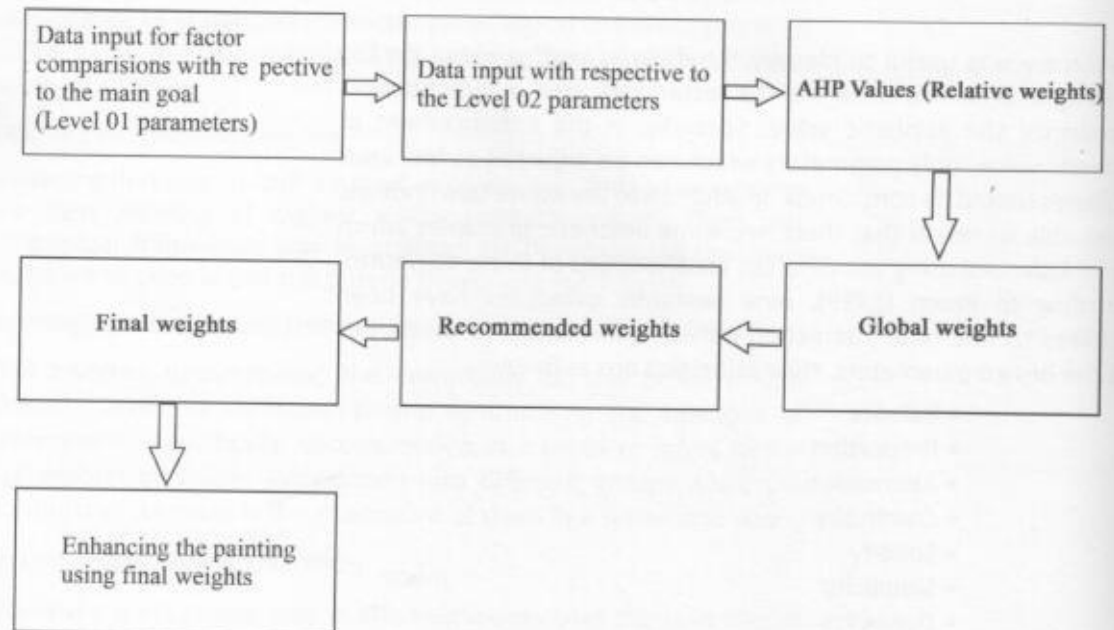 Data input for factor
comparisions with re pective
to the main goal
(Level 01 parameters)
Data input with respective to
the Level 02 parameters
AHP Values (Relative weights)
Final weights
Recommended weights
Global weights
Enhancing the painting
using final weights